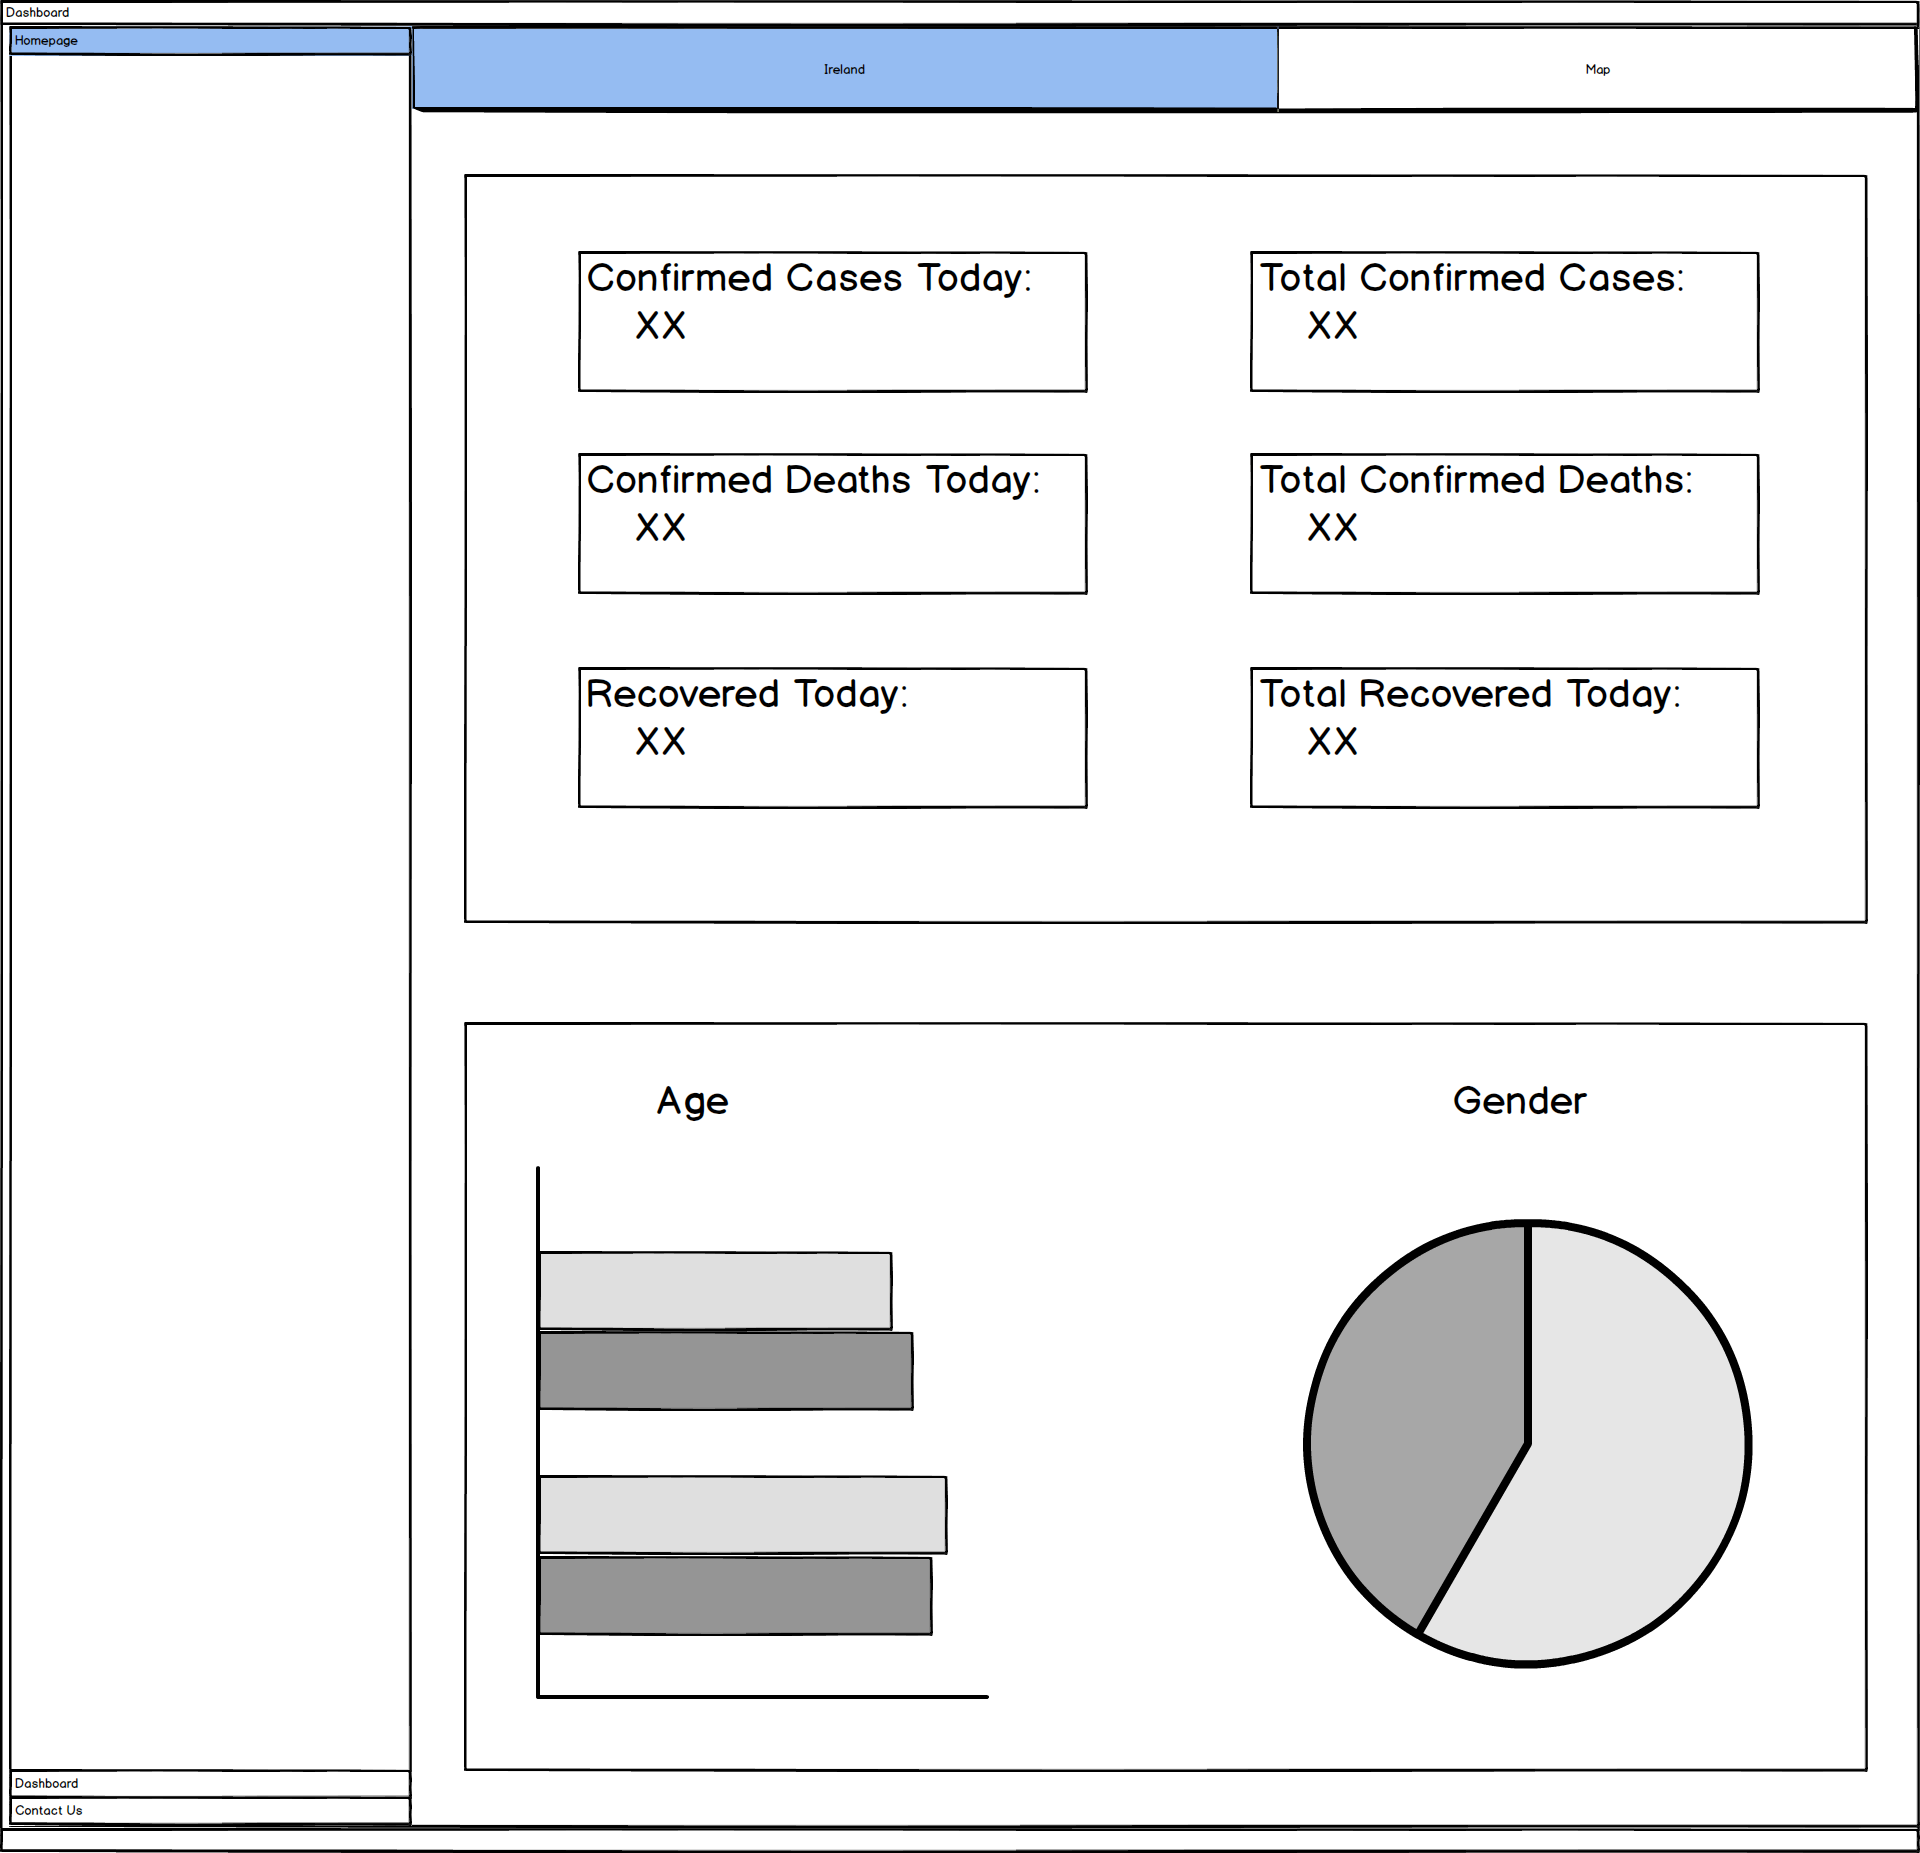 Dashboard
Homepage
Ireland
Map
Confirmed Cases Today:
XX
Total Confirmed Cases:
XX
Confirmed Deaths Today:
XX
Total Confirmed Deaths:
XX
Recovered Today:
XX
Total Recovered Today:
XX
Age
Gender
Dashboard
Contact Us